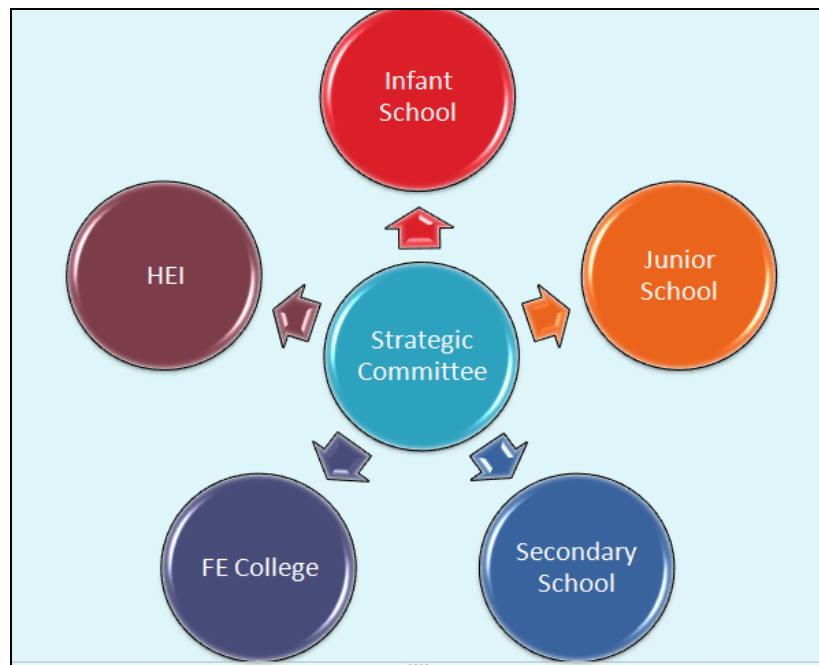 Infant
School
HEI
Junior
School
Strategic
Committee
FE College
Secondary
School